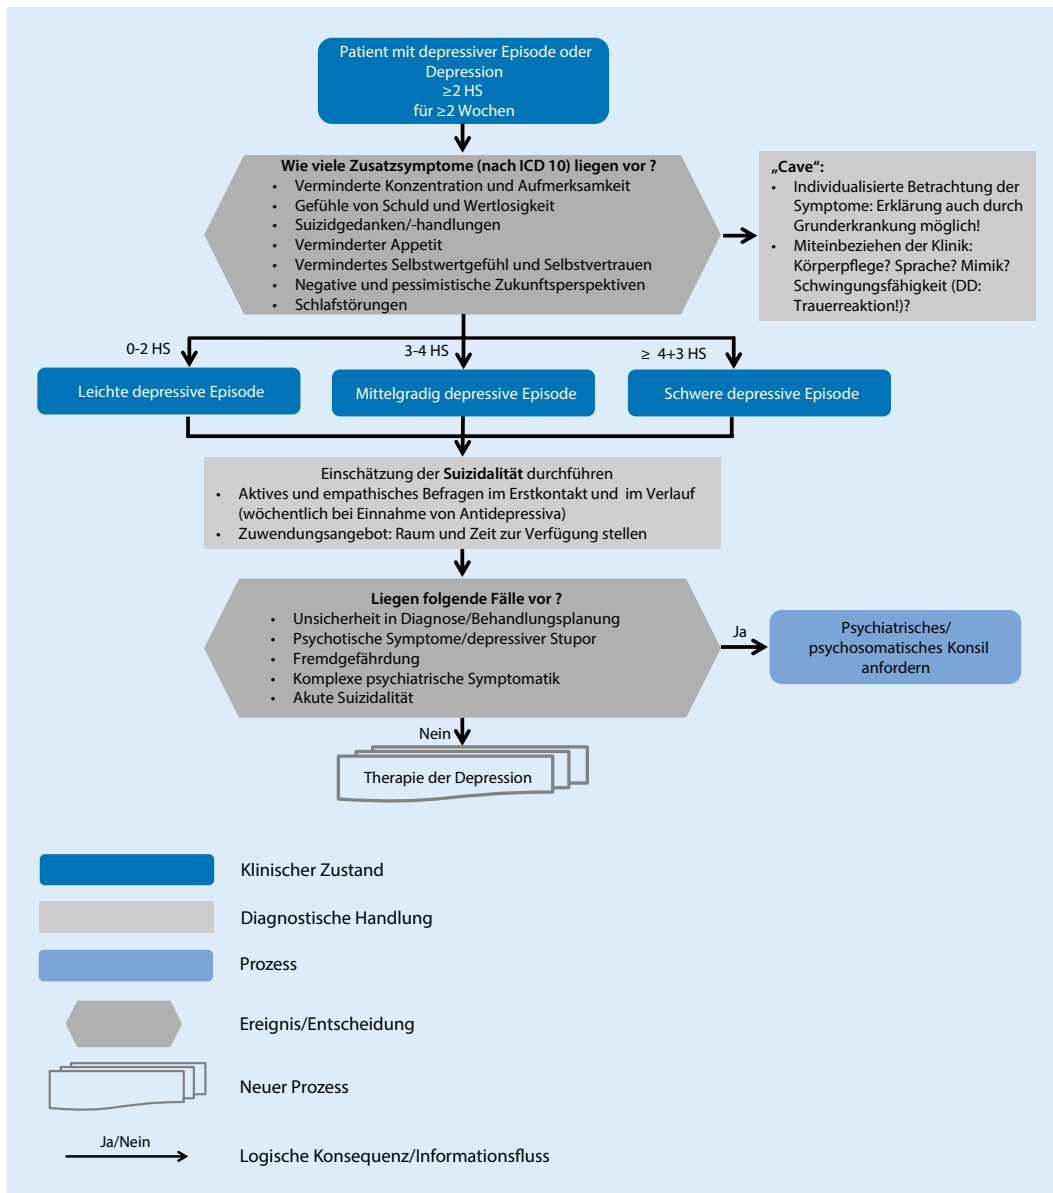 Patient mit depressiver Episode oder
Depression
≥2 HS
für ≥2 Wochen
Wie viele Zusatzsymptome (nach ICD 10) liegen vor ?
• Verminderte Konzentration und Aufmerksamkeit
• Gefühle von Schuld und Wertlosigkeit
• Suizidgedanken/-handlungen
• Verminderter Appetit
• Vermindertes Selbstwertgefühl und Selbstvertrauen
• Negative und pessimistische Zukunftsperspektiven
• Schlafstörungen
„Cave“:
• Individualisierte Betrachtung der
Symptome: Erklärung auch durch
Grunderkrankung möglich!
• Miteinbeziehen der Klinik:
Körperpflege? Sprache? Mimik?
Schwingungsfähigkeit (DD:
Trauerreaktion!)?
0-2 HS
3-4 HS
≥ 4+3 HS
Leichte depressive Episode
Mittelgradig depressive Episode
Schwere depressive Episode
Einschätzung der Suizidalität durchführen
• Aktives und empathisches Befragen im Erstkontakt und im Verlauf
(wöchentlich bei Einnahme von Antidepressiva)
• Zuwendungsangebot: Raum und Zeit zur Verfügung stellen
Liegen folgende Fälle vor ?
• Unsicherheit in Diagnose/Behandlungsplanung
• Psychotische Symptome/depressiver Stupor
• Fremdgefährdung
• Komplexe psychiatrische Symptomatik
• Akute Suizidalität
Ja
Psychiatrisches/
psychosomatisches Konsil
anfordern
Nein
Therapie der Depression
Klinischer Zustand
Diagnostische Handlung
Prozess
Ereignis/Entscheidung
Neuer Prozess
Ja/Nein
Logische Konsequenz/Informationsfluss